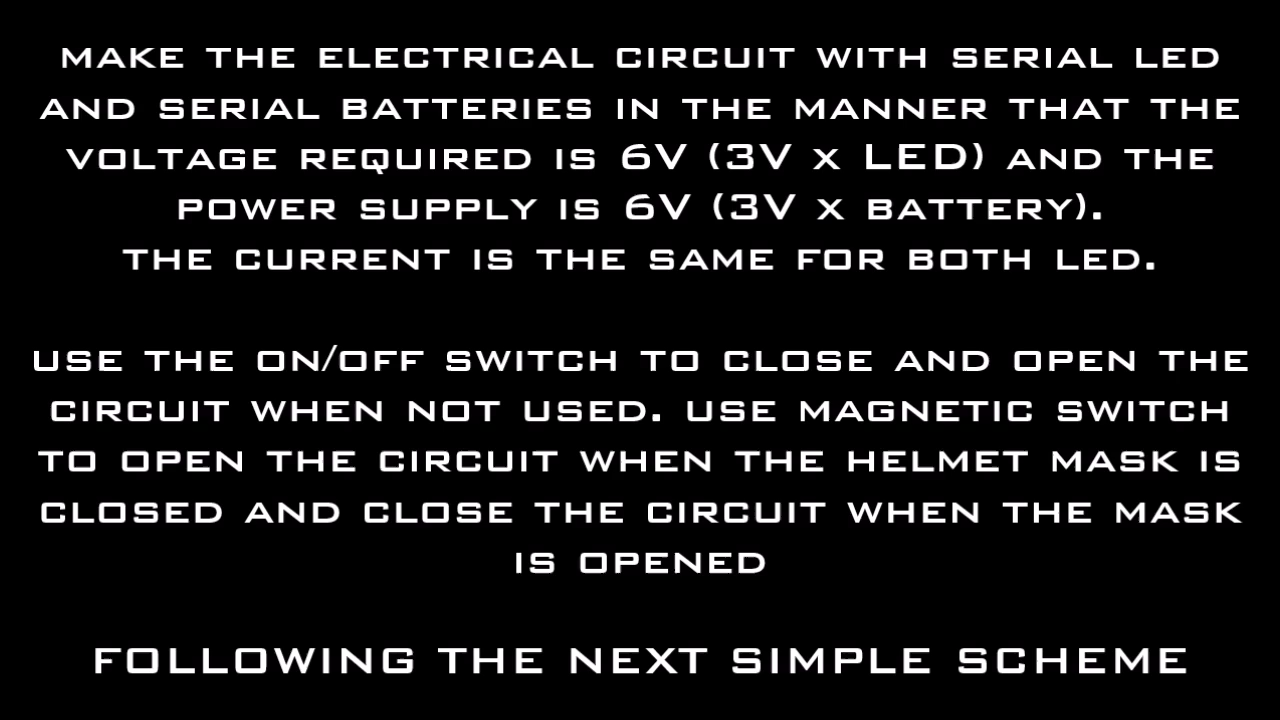 MAKE THE ELECTRICAL CIRCUIT WITH SERIAL LED
AND SERIAL BATTERIES IN THE MANNER THAT THE
VOLTAGE REQUIRED IS 6V (3V x LED) AND THE
POWER SUPPLY IS 6V (3V x BATTERY).
THE CURRENT IS THE SAME FOR BOTH LED.
USE THE ON/OFF SWITCH TO CLOSE AND OPEN THE
CIRCUIT WHEN NOT USED. USE MAGNETIC SWITCH
TO OPEN THE CIRCUIT WHEN THE HELMET MASK IS
CLOSED AND CLOSE THE CIRCUIT WHEN THE MASK
IS OPENED
FOLLOWING THE NEXT SIMPLE SCHEME